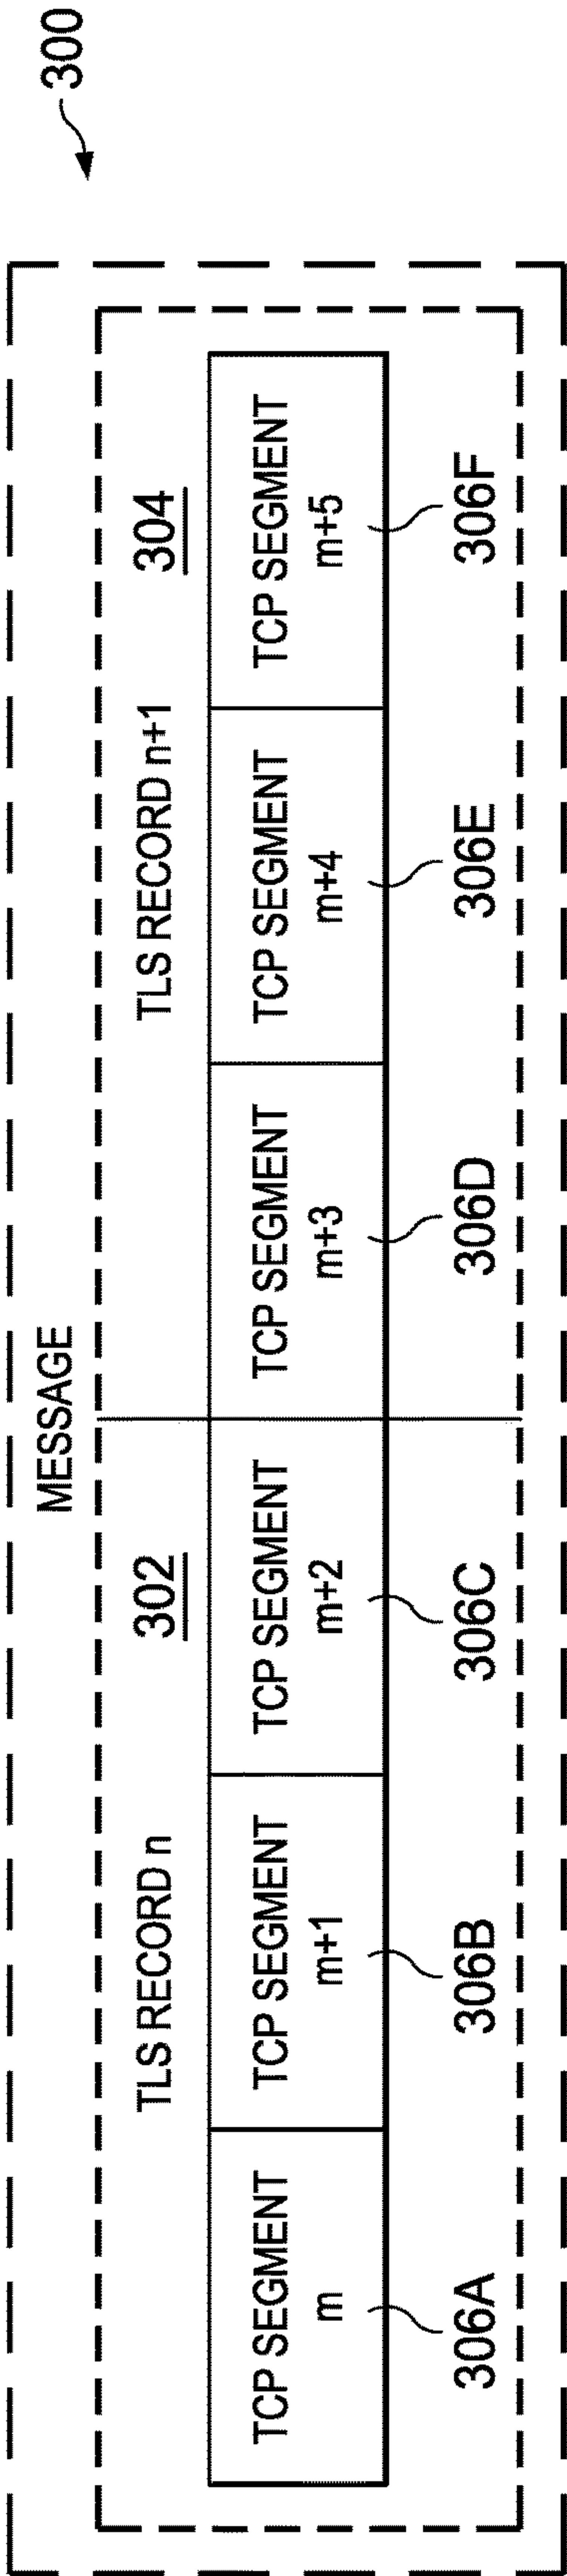 300
MESSAGE
TLS RECORD n
302
TLS RECORD n+1
304
TCP SEGMENT
m
TCP SEGMENT
m+1
TCP SEGMENT
m+2
TCP SEGMENT
m+3
TCP SEGMENT
m+4
TCP SEGMENT
m+5
306A
306B
306C
306D
306E
306F